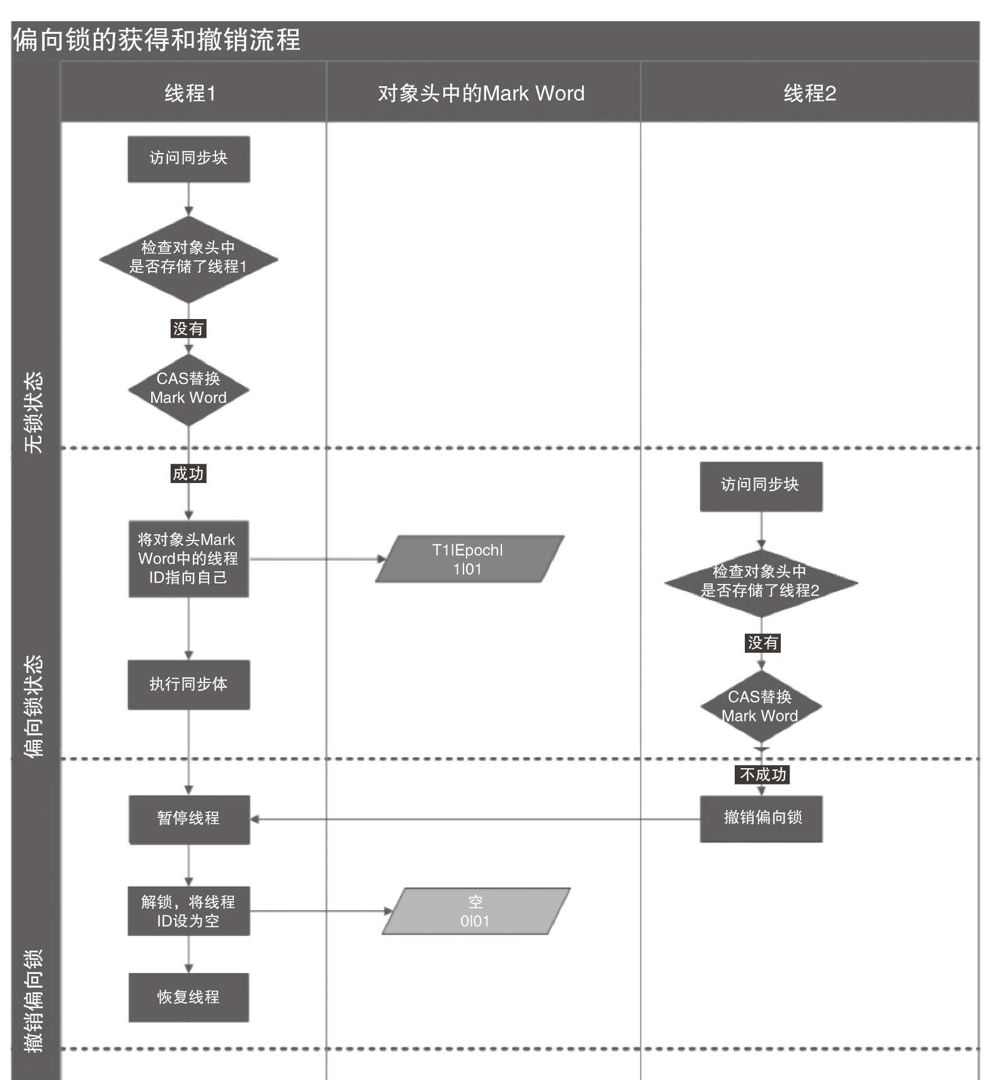 偏向锁的获得和撤销流程
线程1
对象头中的Mark Word
线程2
无锁状态
访问同步块
检查对象头中
是否存储了线程1
没有
CAS替换
Mark Word
偏向锁状态
成功
将对象头Mark
Word中的线程
ID指向自己
T1|Epoch|
1|01
执行同步体
访问同步块
检查对象头中
是否存储了线程2
没有
CAS替换
Mark Word
撤销偏向锁
不成功
撤销偏向锁
暂停线程
解锁，将线程
ID设为空
空
0|01
恢复线程